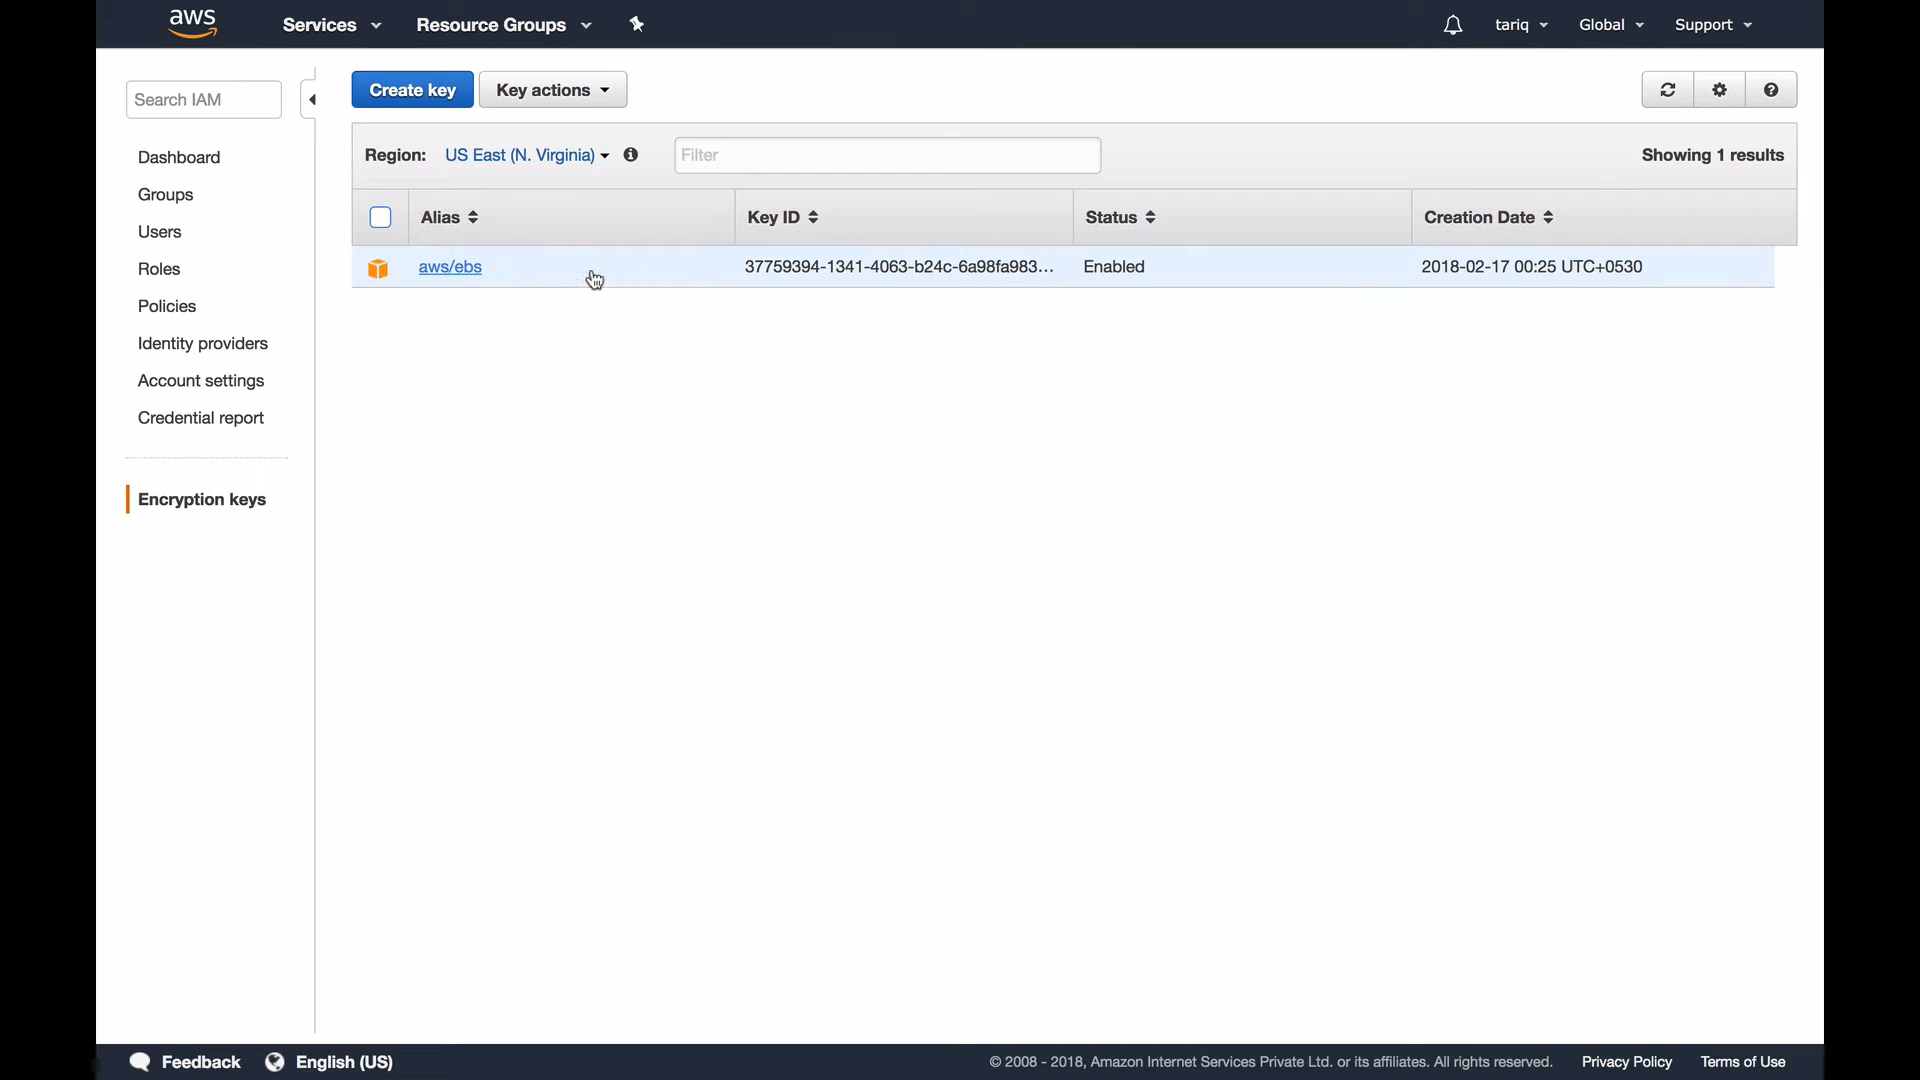 aws
Services
Resource Groups
tariq
Global
Support
Search IAM
Dashboard
Groups
Users
Roles
Policies
Identity providers
Account settings
Credential report
Encryption keys
Create key
Key actions
Region: US East (N. Virginia)
Filter
Showing 1 results
Alias
Key ID
Status
Creation Date
aws/ebs
37759394-1341-4063-b24c-6a98fa983...
Enabled
2018-02-17 00:25 UTC+0530
Feedback
English (US)
© 2008 - 2018, Amazon Internet Services Private Ltd. or its affiliates. All rights reserved.
Privacy Policy
Terms of Use